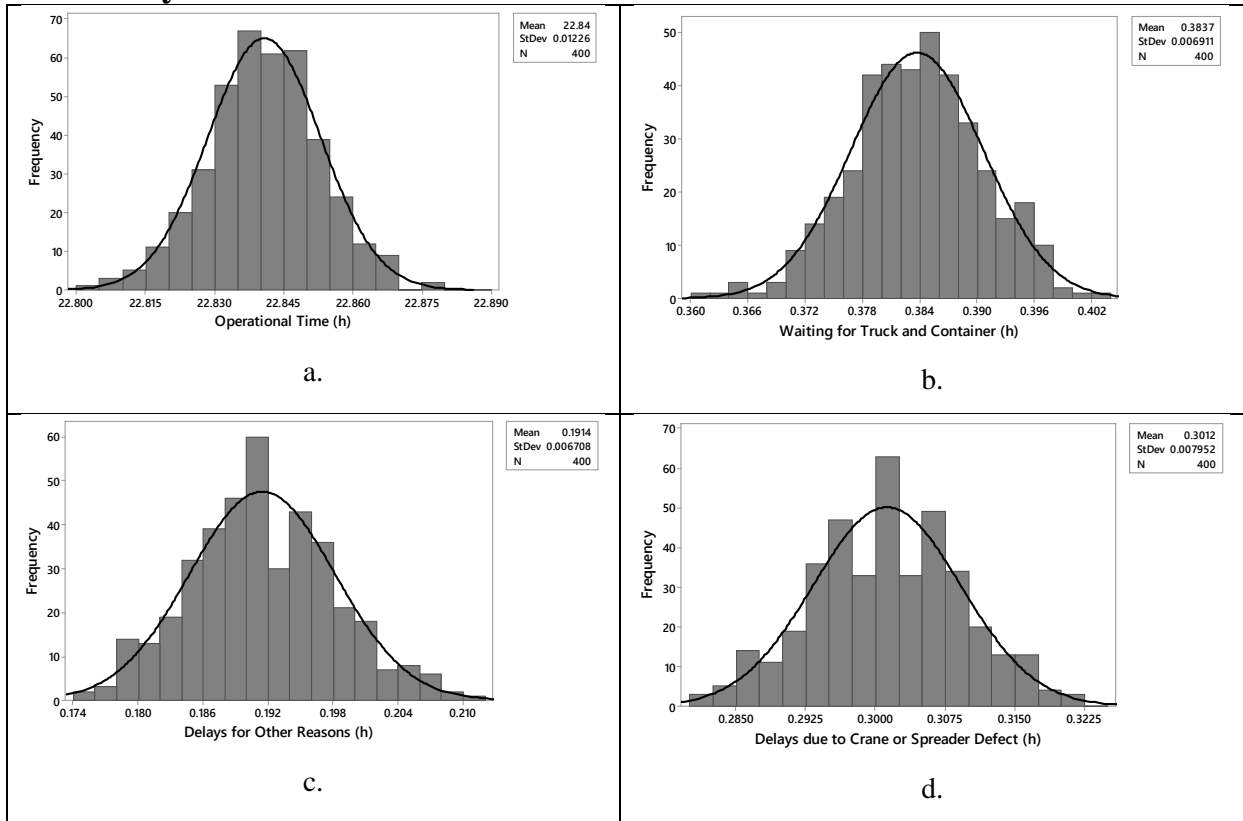 70
60
50
40
30
20
10
0
Frequency
22.800 22.815 22.830 22.845 22.860 22.875 22.890
Operational Time (h)
Mean 22.84
StDev 0.01226
N 400
a.
50
40
30
20
10
0
Frequency
0.360 0.366 0.372 0.378 0.384 0.390 0.396 0.402
Waiting for Truck and Container (h)
Mean 0.3837
StDev 0.006911
N 400
b.
60
50
40
30
20
10
0
Frequency
0.174 0.180 0.186 0.192 0.198 0.204 0.210
Delays for Other Reasons (h)
Mean 0.1914
StDev 0.006708
N 400
c.
70
60
50
40
30
20
10
0
Frequency
0.2850 0.2925 0.3000 0.3075 0.3150 0.3225
Delays due to Crane or Spreader Defect (h)
Mean 0.3012
StDev 0.007952
N 400
d.